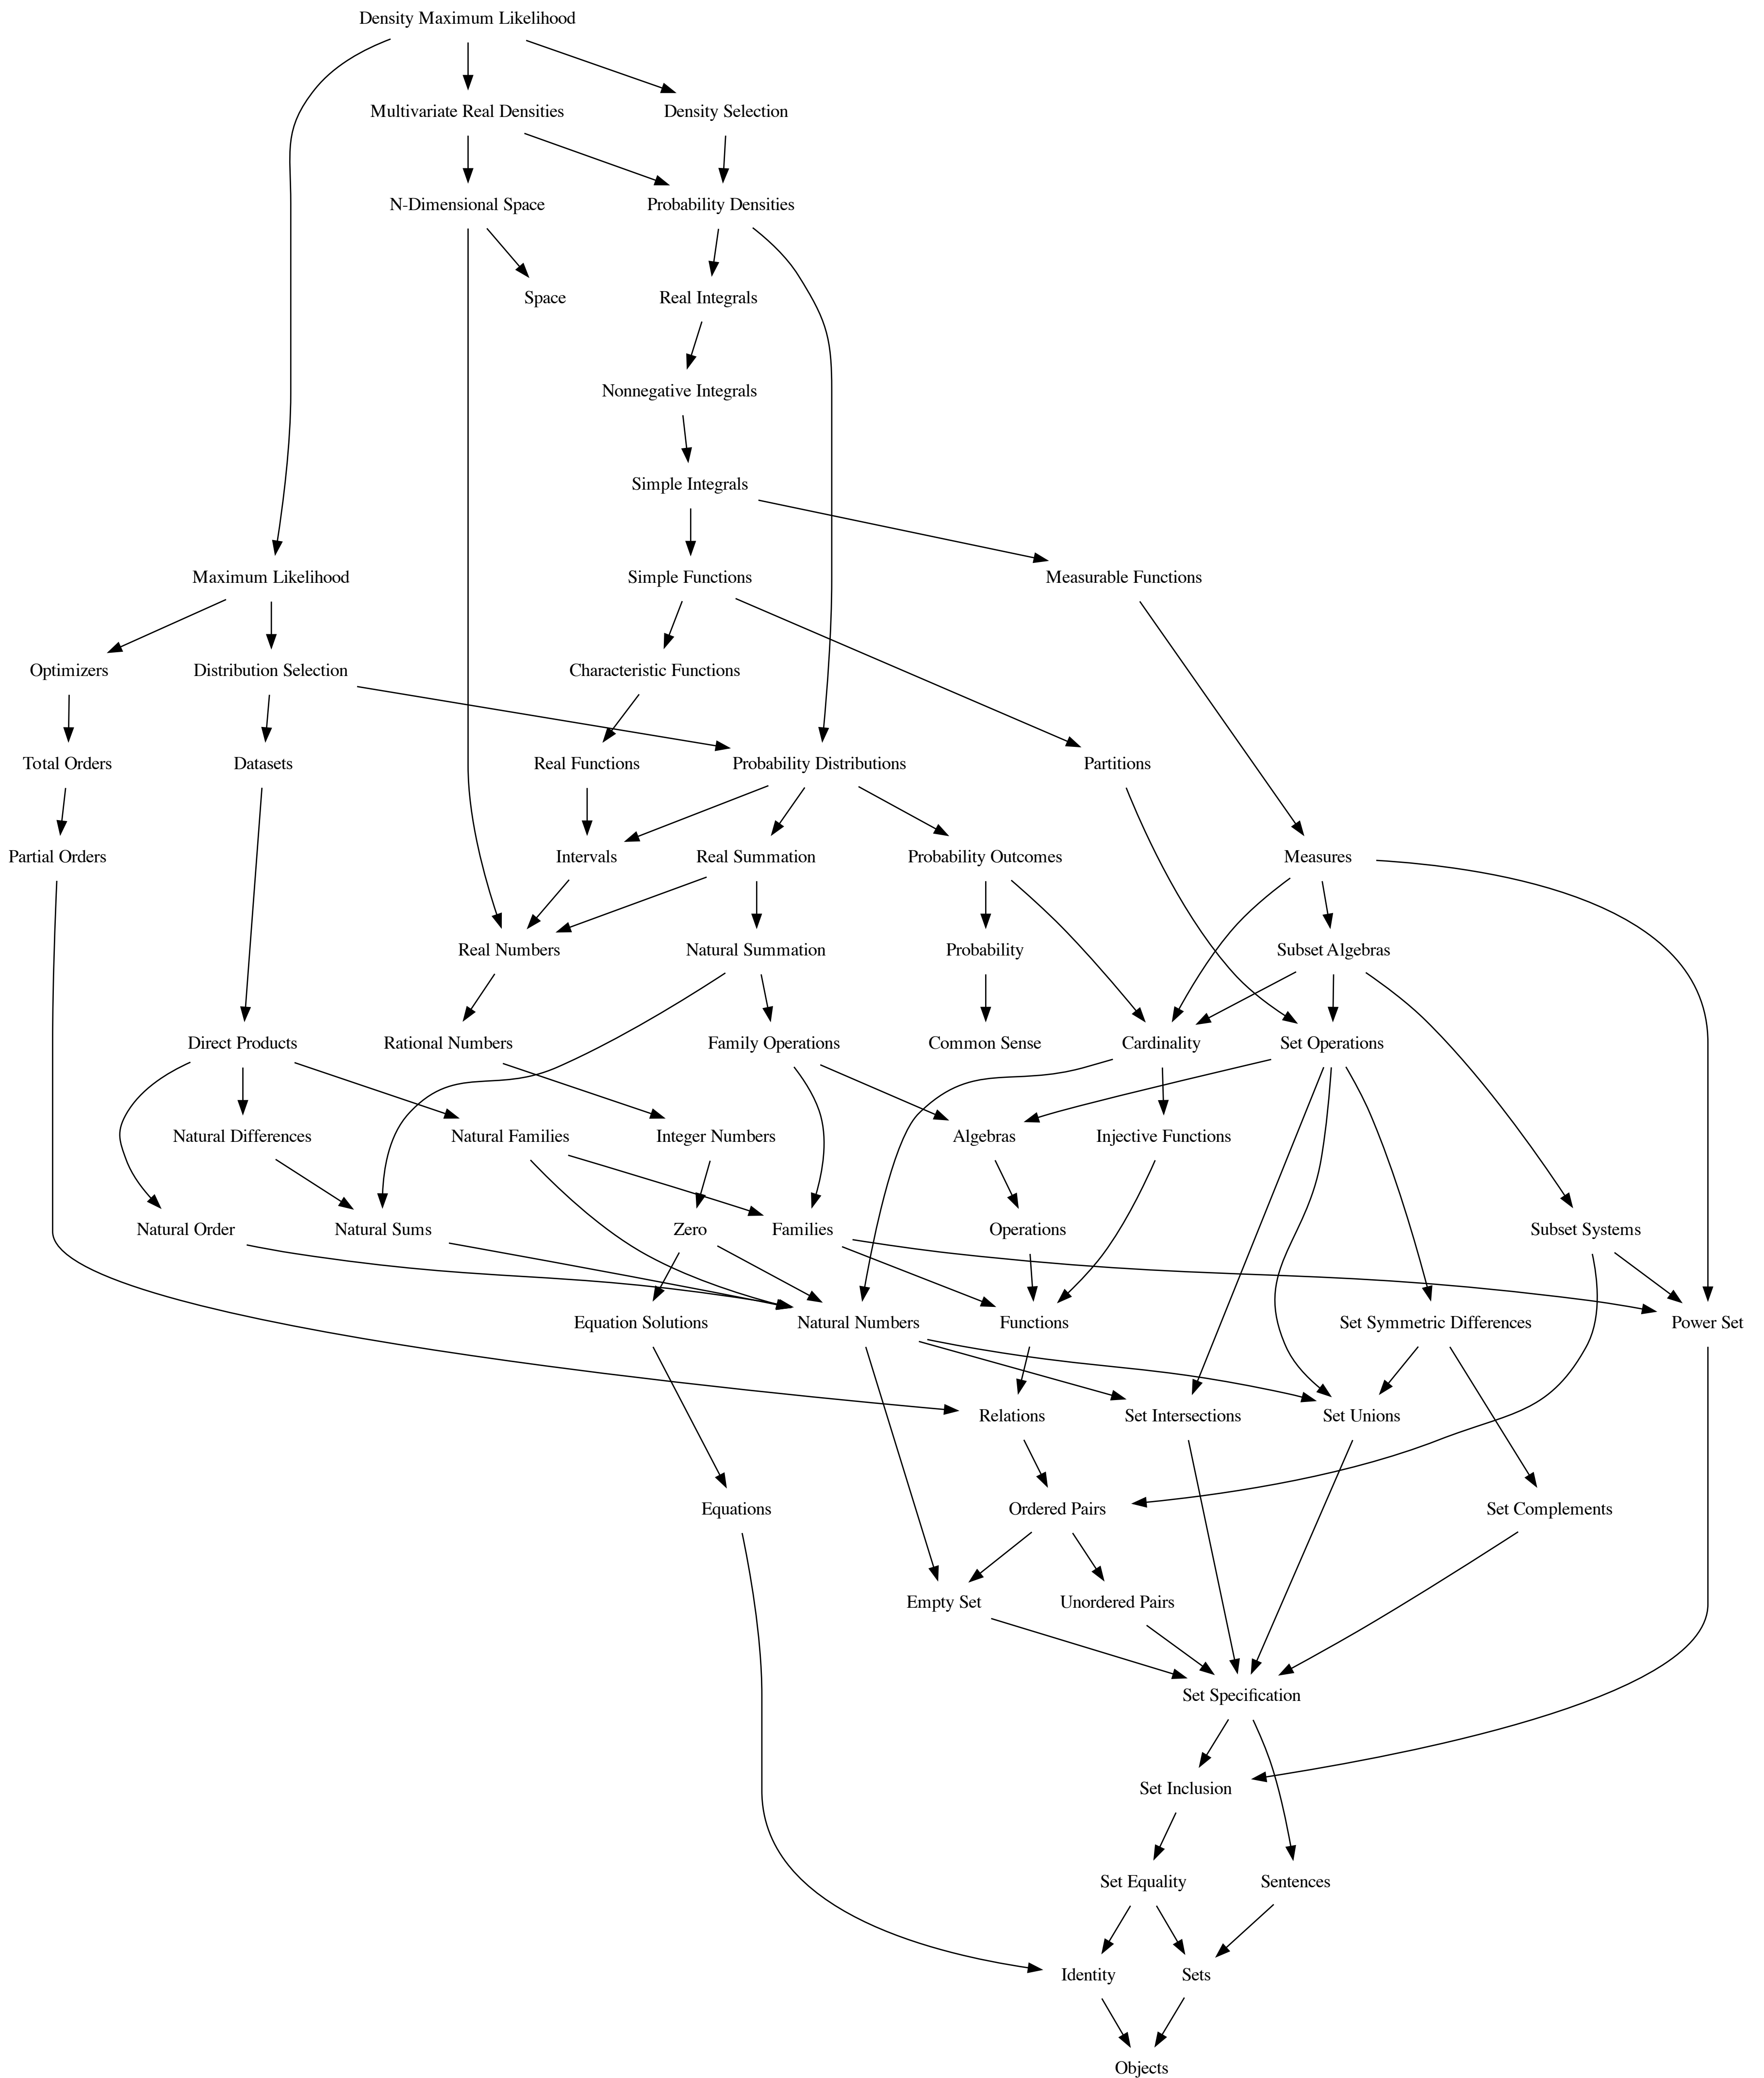 Density Maximum Likelihood
Multivariate Real Densities
Density Selection
N-Dimensional Space
Probability Densities
Space
Real Integrals
Nonnegative Integrals
Simple Integrals
Maximum Likelihood
Simple Functions
Measurable Functions
Optimizers
Distribution Selection
Characteristic Functions
Total Orders
Datasets
Real Functions
Probability Distributions
Partitions
Partial Orders
Intervals
Real Summation
Probability Outcomes
Measures
Real Numbers
Natural Summation
Probability
Subset Algebras
Direct Products
Rational Numbers
Family Operations
Common Sense
Cardinality
Set Operations
Natural Differences
Natural Families
Integer Numbers
Algebras
Injective Functions
Natural Order
Natural Sums
Zero
Families
Operations
Subset Systems
Equation Solutions
Natural Numbers
Functions
Set Symmetric Differences
Power Set
Relations
Set Intersections
Set Unions
Equations
Ordered Pairs
Set Complements
Empty Set
Unordered Pairs
Set Specification
Set Inclusion
Set Equality
Sentences
Identity
Sets
Objects